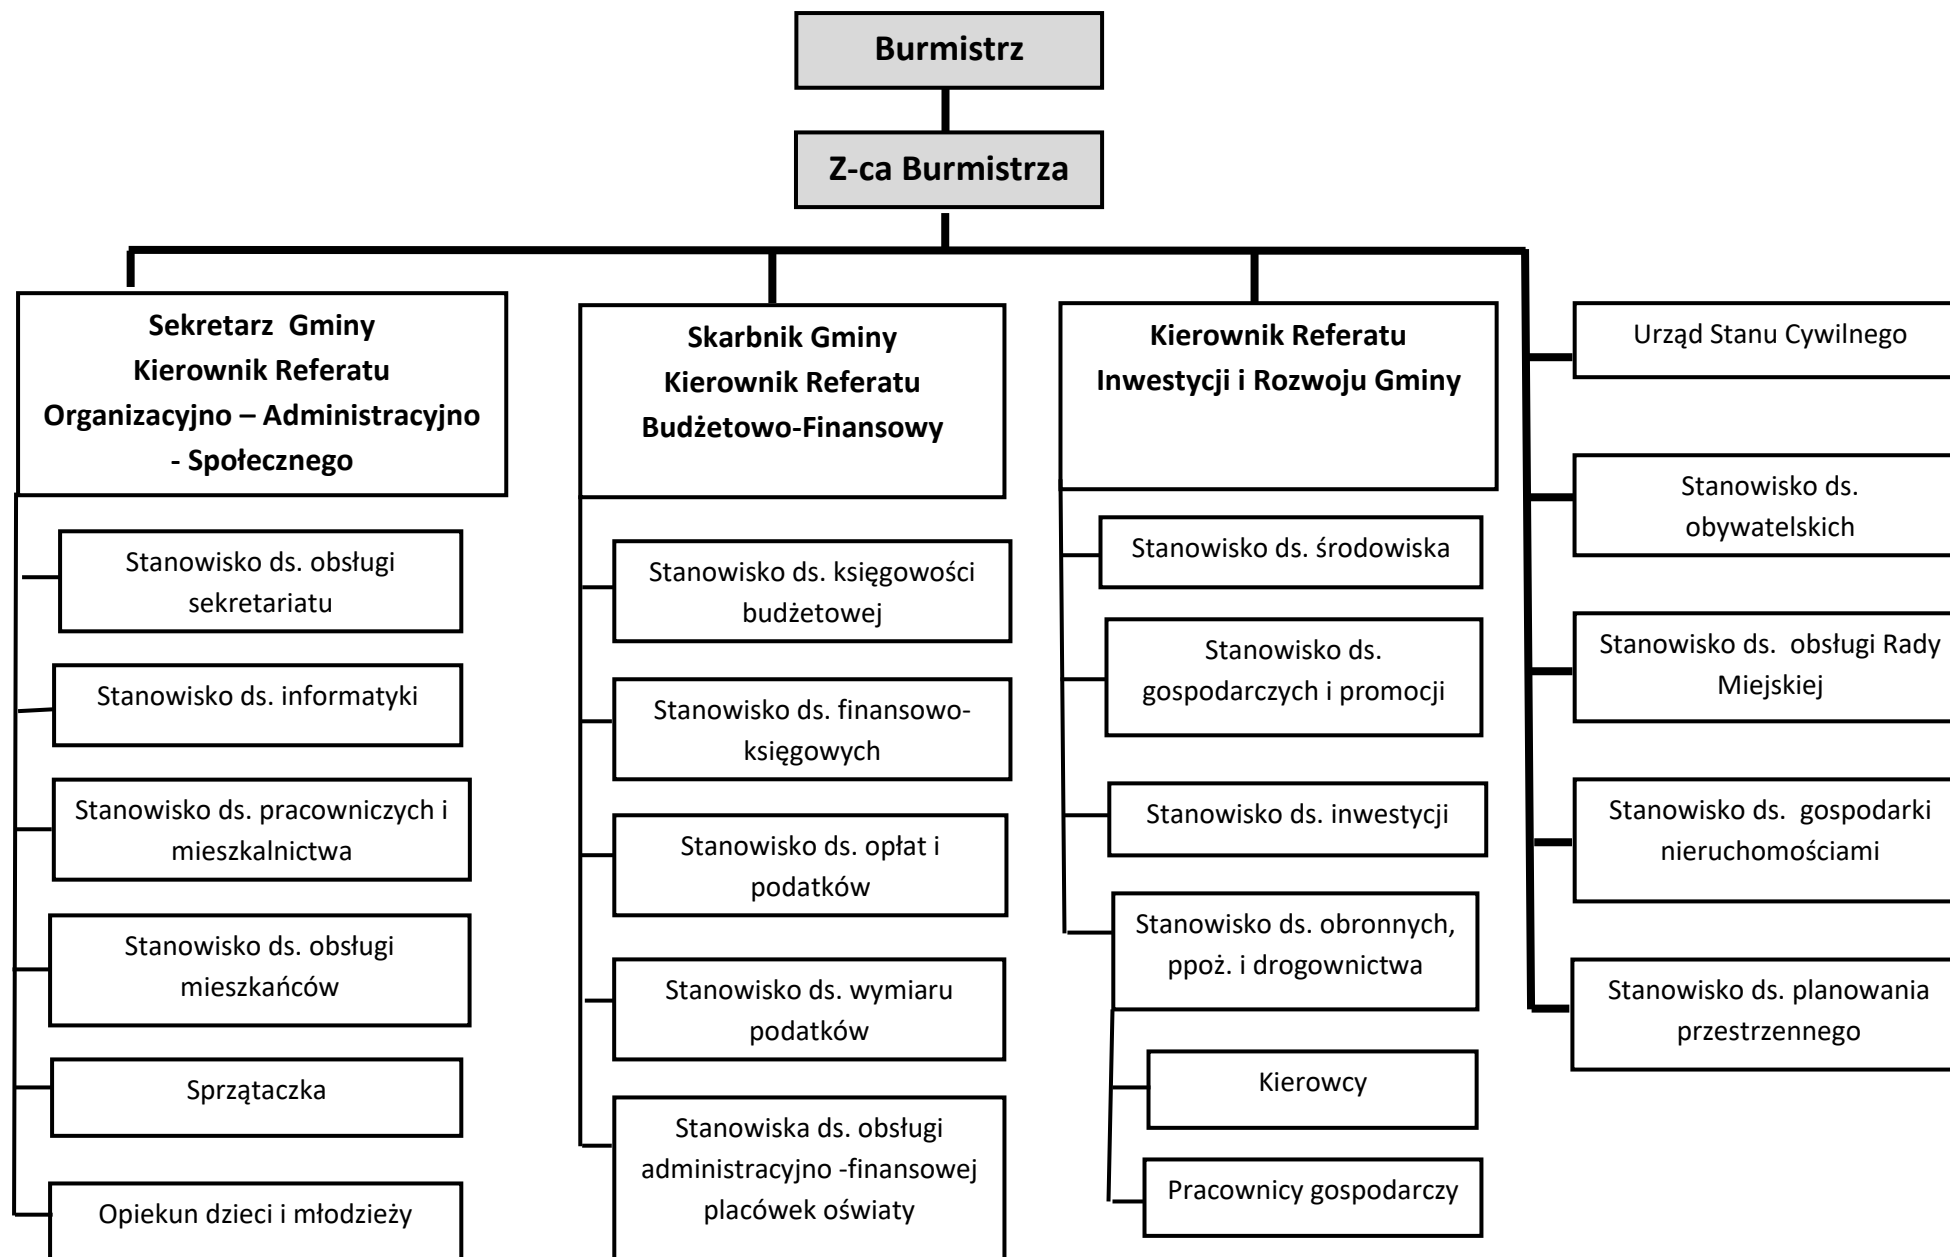 Burmistrz
Z-ca Burmistrza
Sekretarz Gminy
Kierownik Referatu
Organizacyjno – Administracyjno
- Społecznego
Stanowisko ds. obsługi
sekretariatu
Stanowisko ds. informatyki
Stanowisko ds. pracowniczych i
mieszkalnictwa
Stanowisko ds. obsługi
mieszkańców
Sprzątaczka
Opiekun dzieci i młodzieży
Skarbnik Gminy
Kierownik Referatu
Budżetowo-Finansowy
Stanowisko ds. księgowości
budżetowej
Stanowisko ds. finansowo-
księgowych
Stanowisko ds. opłat i
podatków
Stanowisko ds. wymiaru
podatków
Stanowiska ds. obsługi
administracyjno -finansowej
placówek oświaty
Kierownik Referatu
Inwestycji i Rozwoju Gminy
Stanowisko ds. środowiska
Stanowisko ds.
gospodarczych i promocji
Stanowisko ds. inwestycji
Stanowisko ds. obronnych,
ppoż. i drogownictwa
Kierowcy
Pracownicy gospodarczy
Urząd Stanu Cywilnego
Stanowisko ds.
obywatelskich
Stanowisko ds. obsługi Rady
Miejskiej
Stanowisko ds. gospodarki
nieruchomościami
Stanowisko ds. planowania
przestrzennego